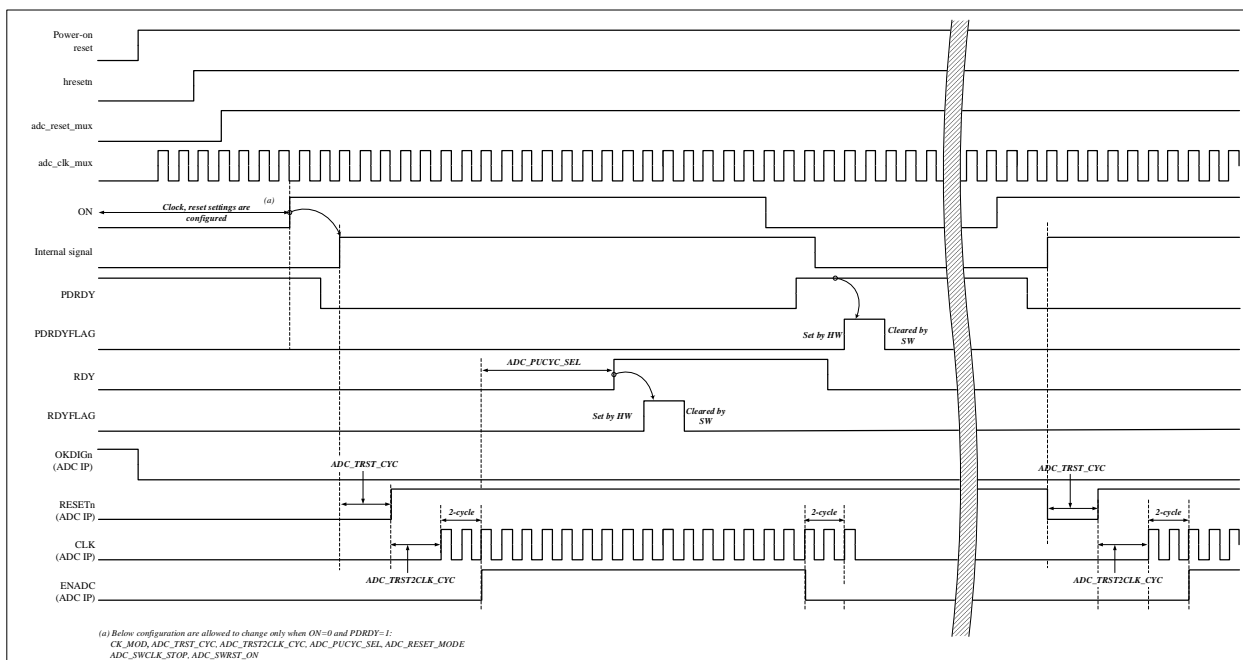 Power-on
reset
hresetn
adc_reset_mux
adc_clk_mux
(a)
ON
Clock, reset settings are
configured
Internal signal
PDRDY
PDRDYFLAG
Set by HW
Cleared by
SW
ADC_PUCYC_SEL
RDY
RDYFLAG
Set by HW
Cleared by
SW
OKDIGn
(ADC IP)
ADC_TRST_CYC
ADC_TRST_CYC
RESETn
(ADC IP)
2-cycle
2-cycle
2-cycle
CLK
(ADC IP)
ADC_TRST2CLK_CYC
ADC_TRST2CLK_CYC
ENADC
(ADC IP)
(a) Below configuration are allowed to change only when ON=0 and PDRDY=1:
CK_MOD, ADC_TRST_CYC, ADC_TRST2CLK_CYC, ADC_PUCYC_SEL, ADC_RESET_MODE
ADC_SWCLK_STOP, ADC_SWRST_ON